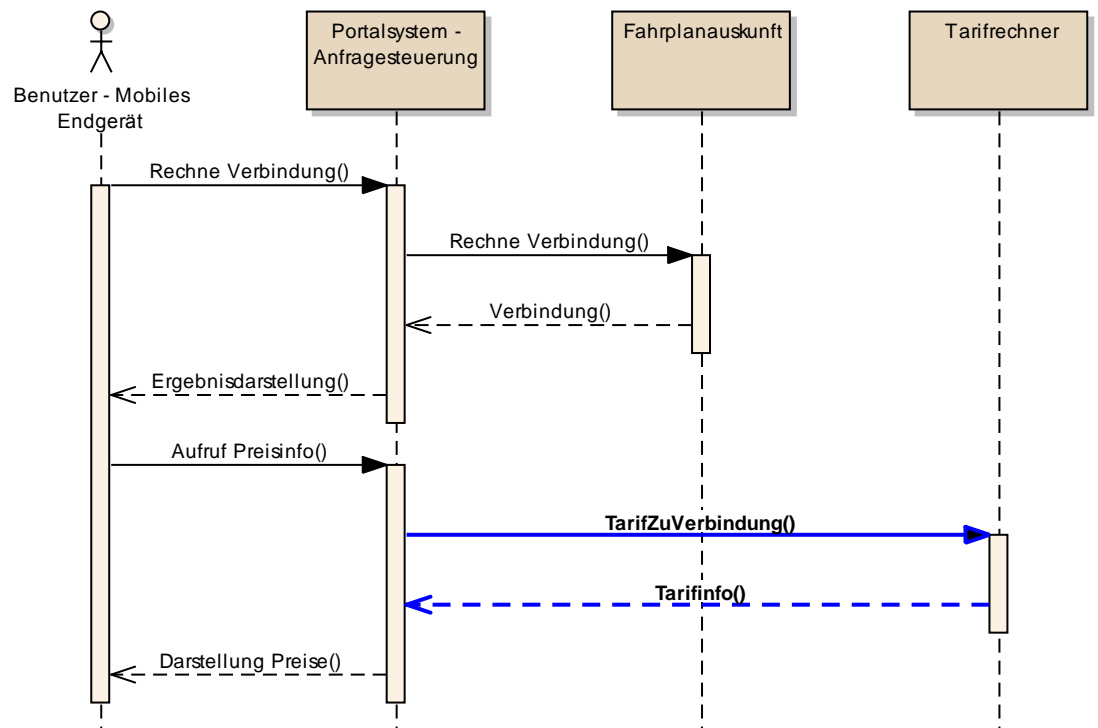 Portalsystem -
Anfragesteuerung
Fahrplanauskunft
Tarifrechner
Benutzer - Mobiles
Endgerät
Rechne Verbindung()
Rechne Verbindung()
Verbindung()
Ergebnisdarstellung()
Aufruf Preisinfo()
TarifZuVerbindung()
Tarifinfo()
Darstellung Preise()